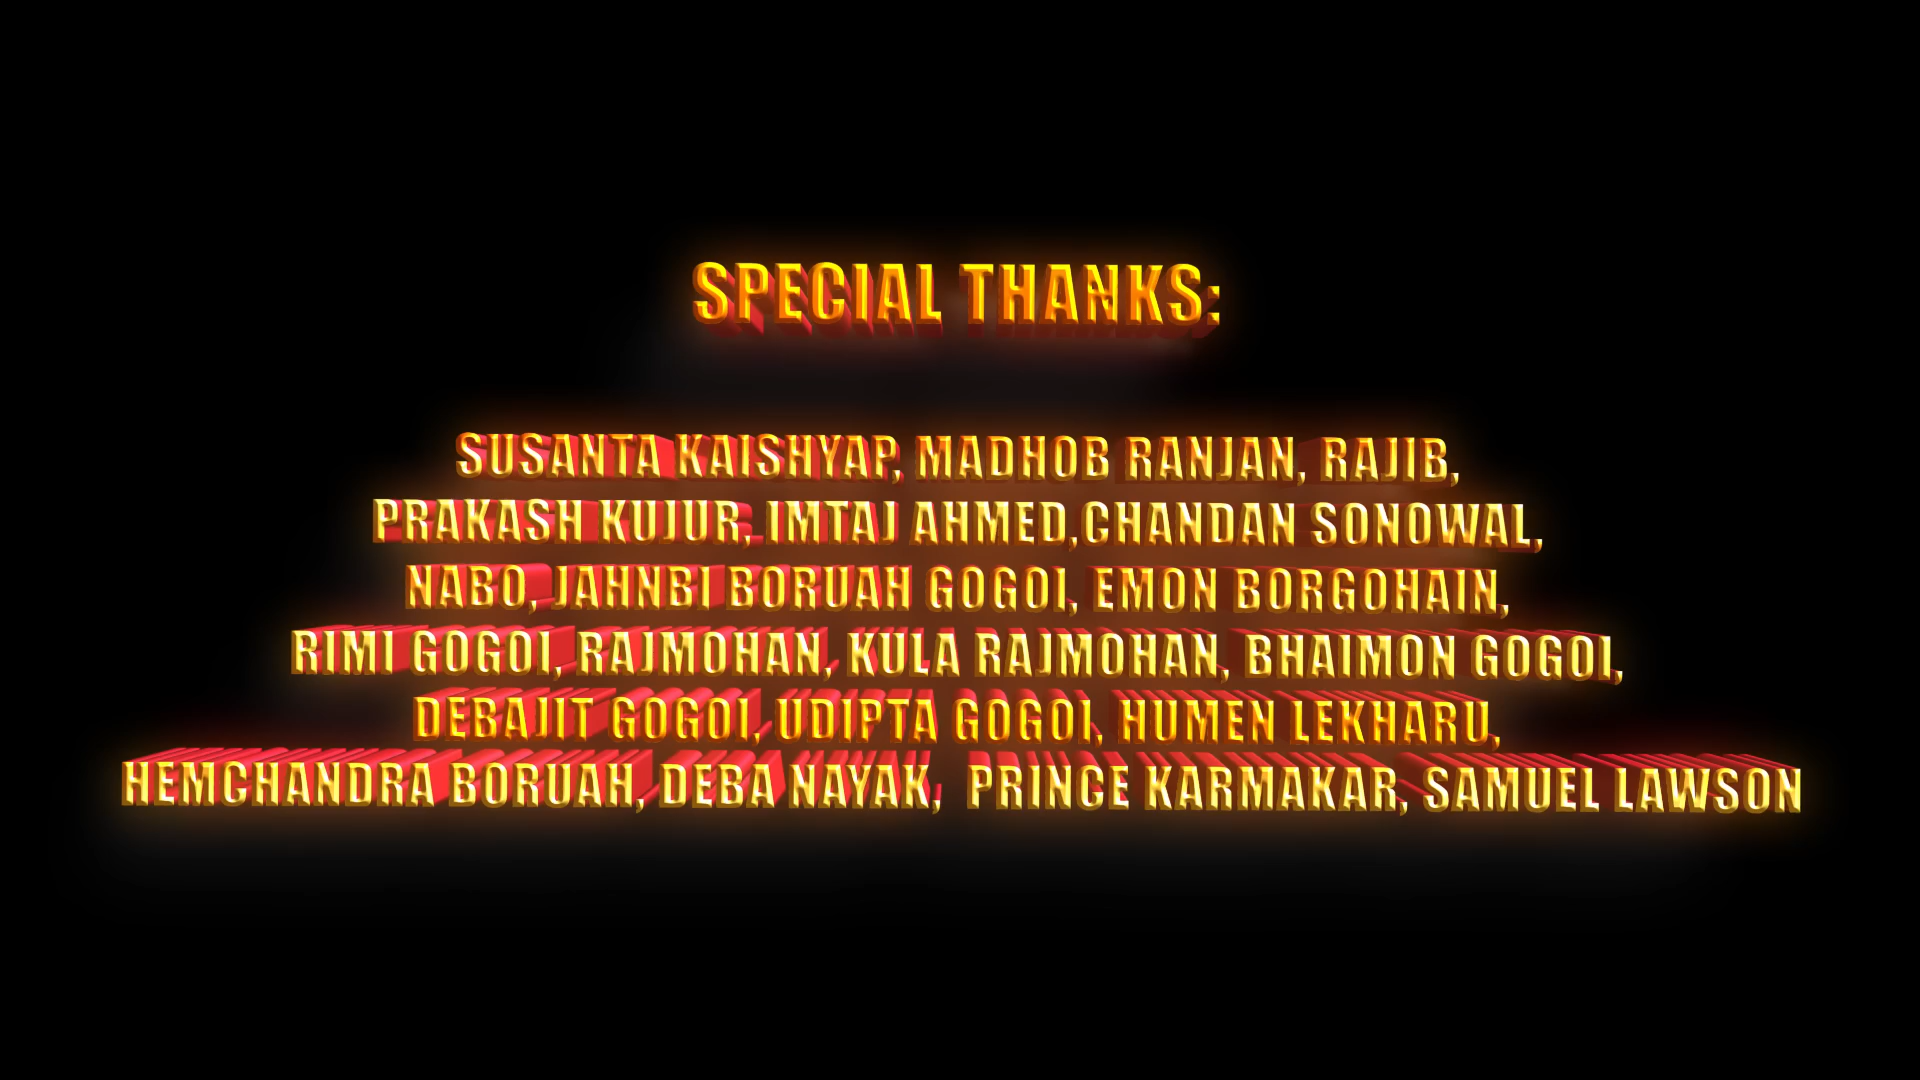 SPECIAL THANKS:
SUSANTA KAISHYAP, MADHOB RANJAN, RAJIB,
PRAKASH KUJUR, IMTAJ AHMED,CHANDAN SONOWAL,
NABO, JAHNBI BORUAH GOGOI, EMON BORGOHAIN,
RIMI GOGOI, RAJMOHAN, KULA RAJMOHAN, BHAIMON GOGOI,
DEBAJIT GOGOI, UDIPTA GOGOI, HUMEN LEKHARU,
HEMCHANDRA BORUAH, DEBA NAYAK,  PRINCE KARMAKAR, SAMUEL LAWSON